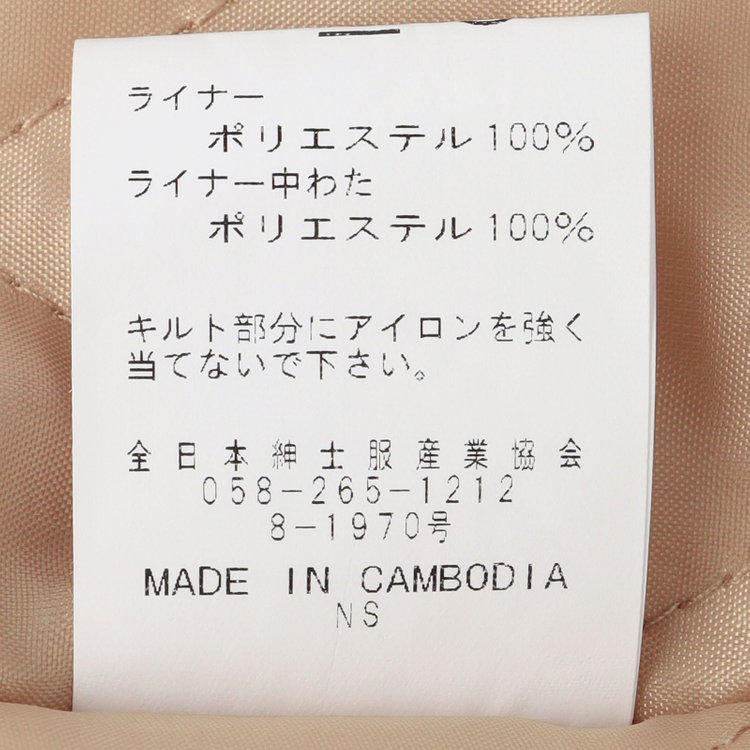 ライナー
ポリエステル100%
ライナー中わた
ポリエステル100%
キルト部分にアイロンを強く
当てないで下さい。
全日本紳士服産業協会
058-265-1212
8-1970号
MADE IN CAMBODIA
NS